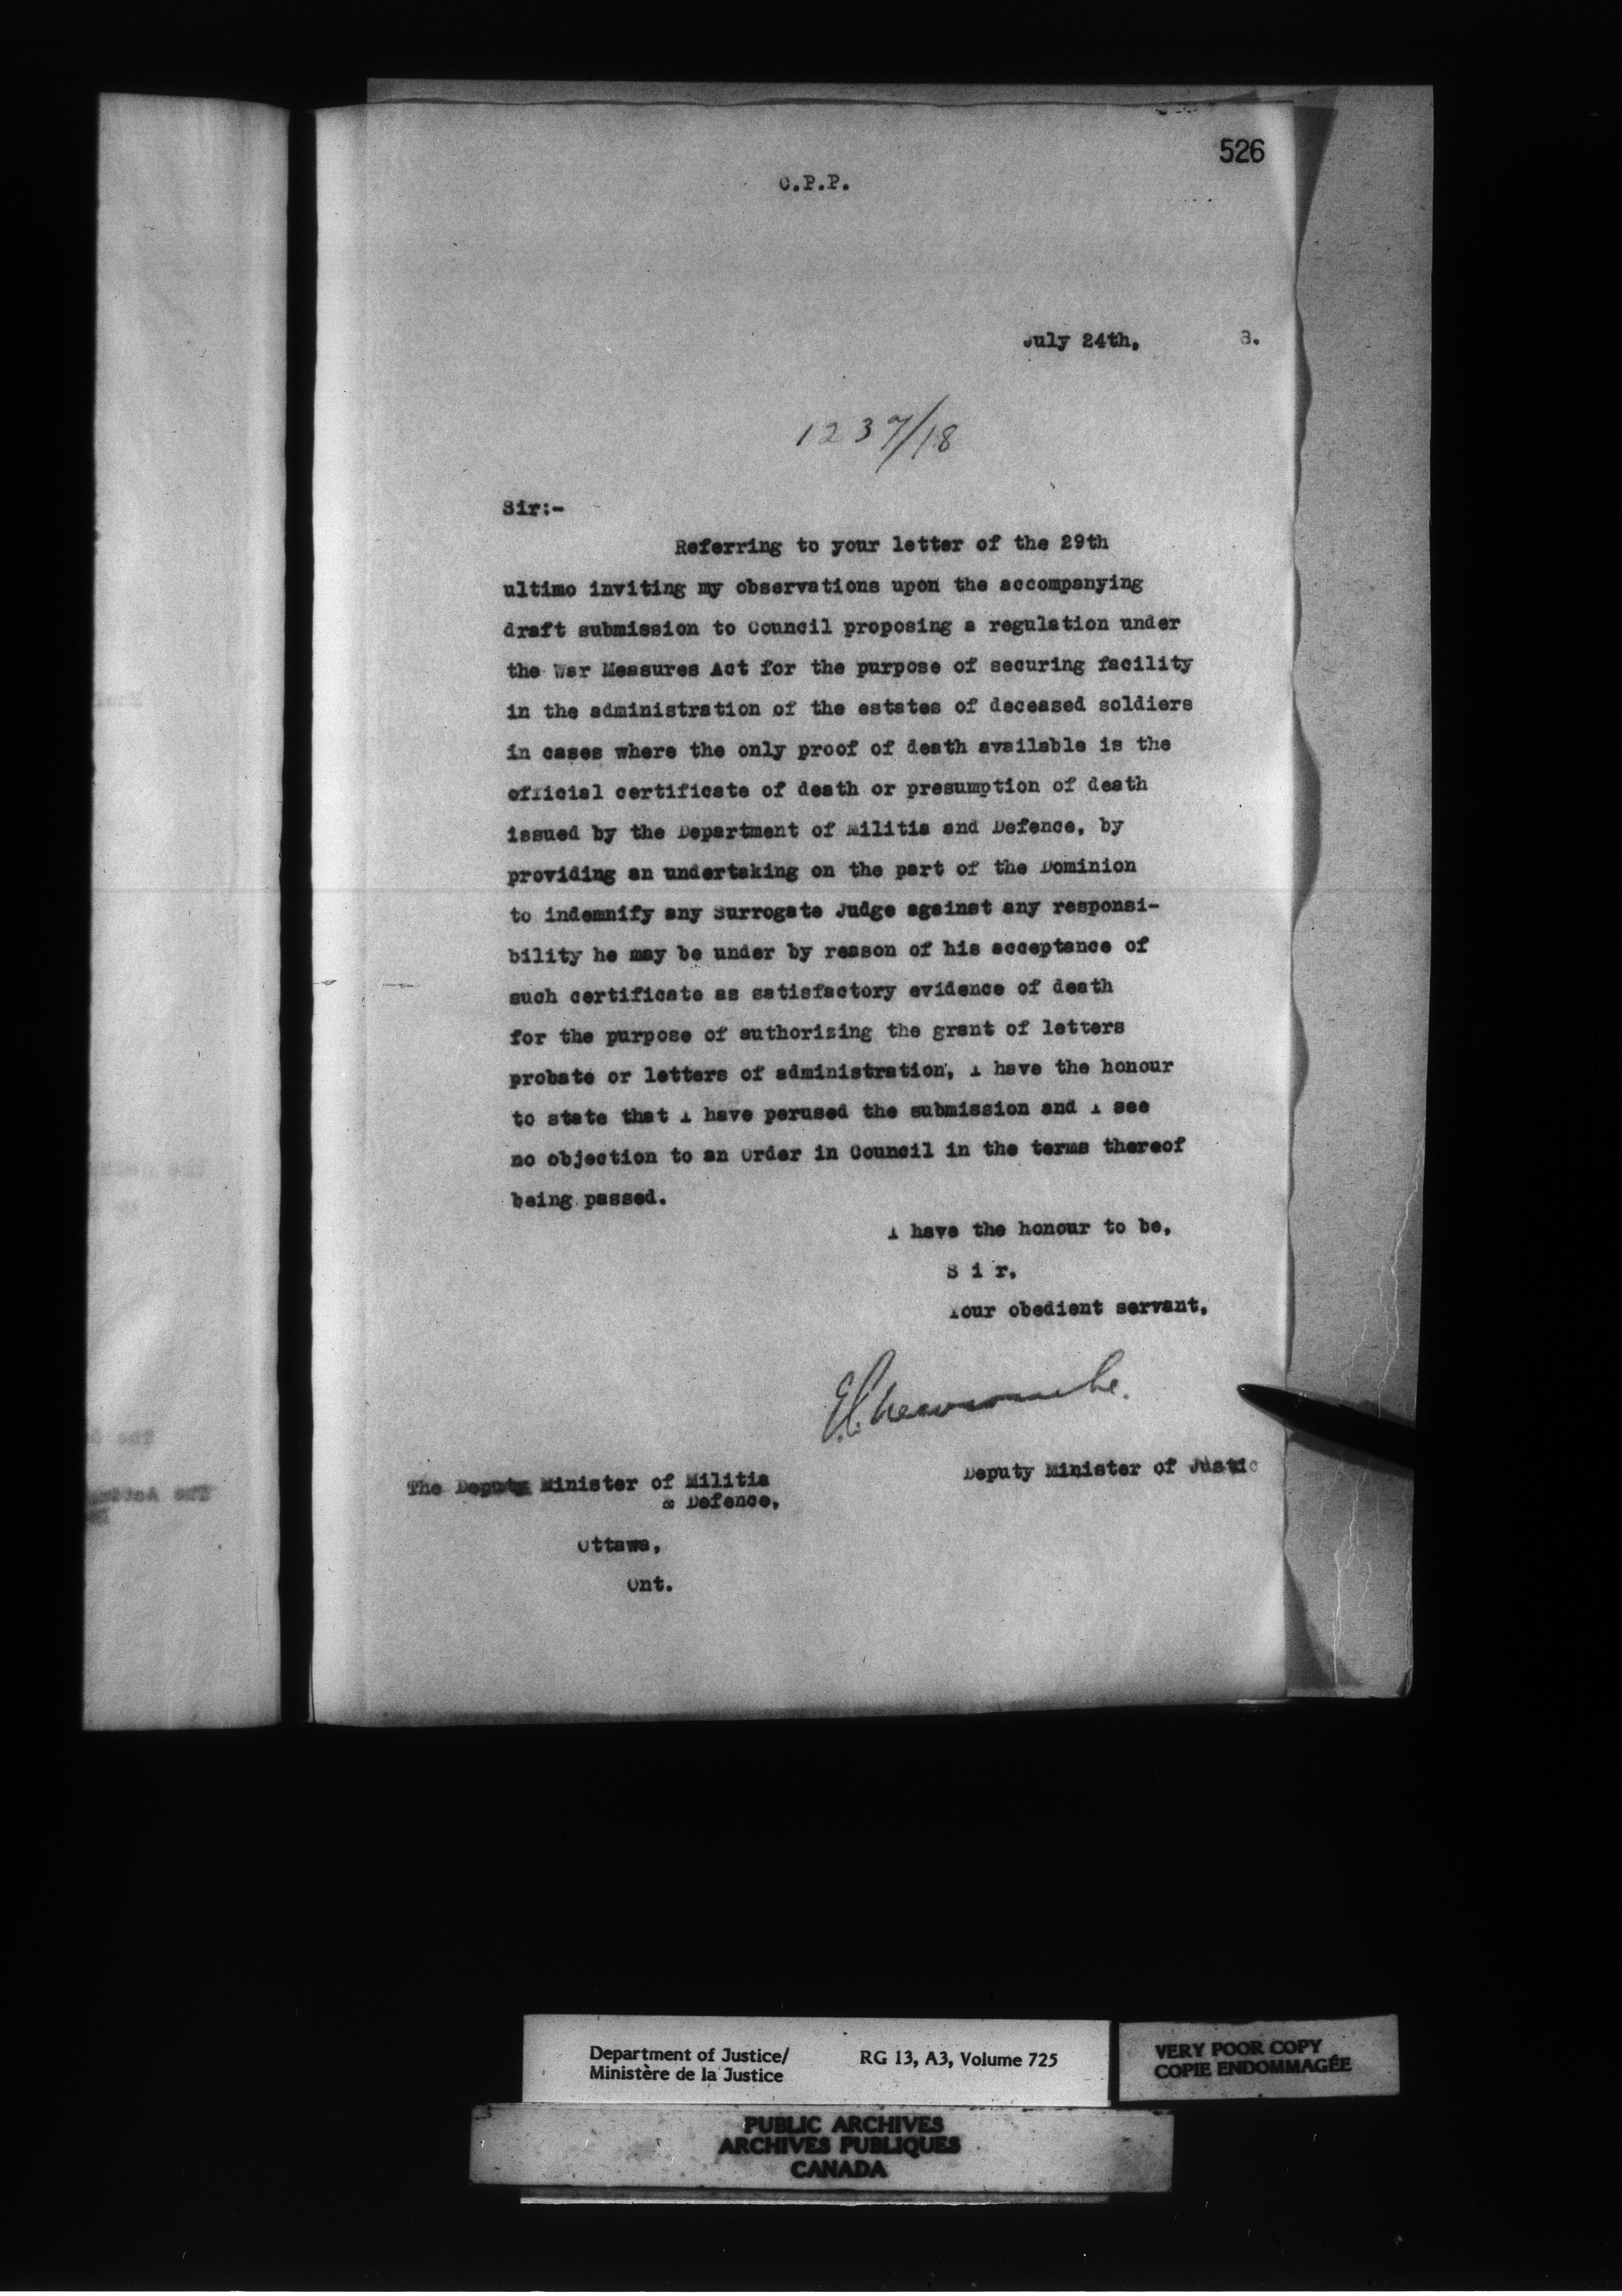 526
C.P.P.
July 24th, 8.
1237/18
Sir:-
Referring to your letter of the 29th
ultimo inviting my observations upon the accompanying
draft submission to Council proposing a regulation under
the War Measures Act for the purpose of securing facility
in the administration of the estates of deceased soldiers
in cases where the only proof of death available is the
official certificate of death or presumption of death
issued by the Department of Militia and Defence, by
providing an undertaking on the part of the Dominion
to indemnify any Surrogate Judge against any responsi-
bility he may be under by reason of his acceptance of
such certificate as satisfactory evidence of death
for the purpose of authorizing the grant of letters
probate or letters of administration, I have the honour
to state that I have perused the submission and I see
no objection to an Order in Council in the terms thereof
being passed.
I have the honour to be,
S i r,
Your obedient servant,
E.L. Newcombe.
Deputy Minister of Justic
The Deputy Minister of Militia
& Defence,
Ottawa,
Ont.
Department of Justice/
Ministère de la Justice
RG 13, A3, Volume 725
VERY POOR COPY
COPIE ENDOMMAGÉE
PUBLIC ARCHIVES
ARCHIVES PUBLIQUES
CANADA